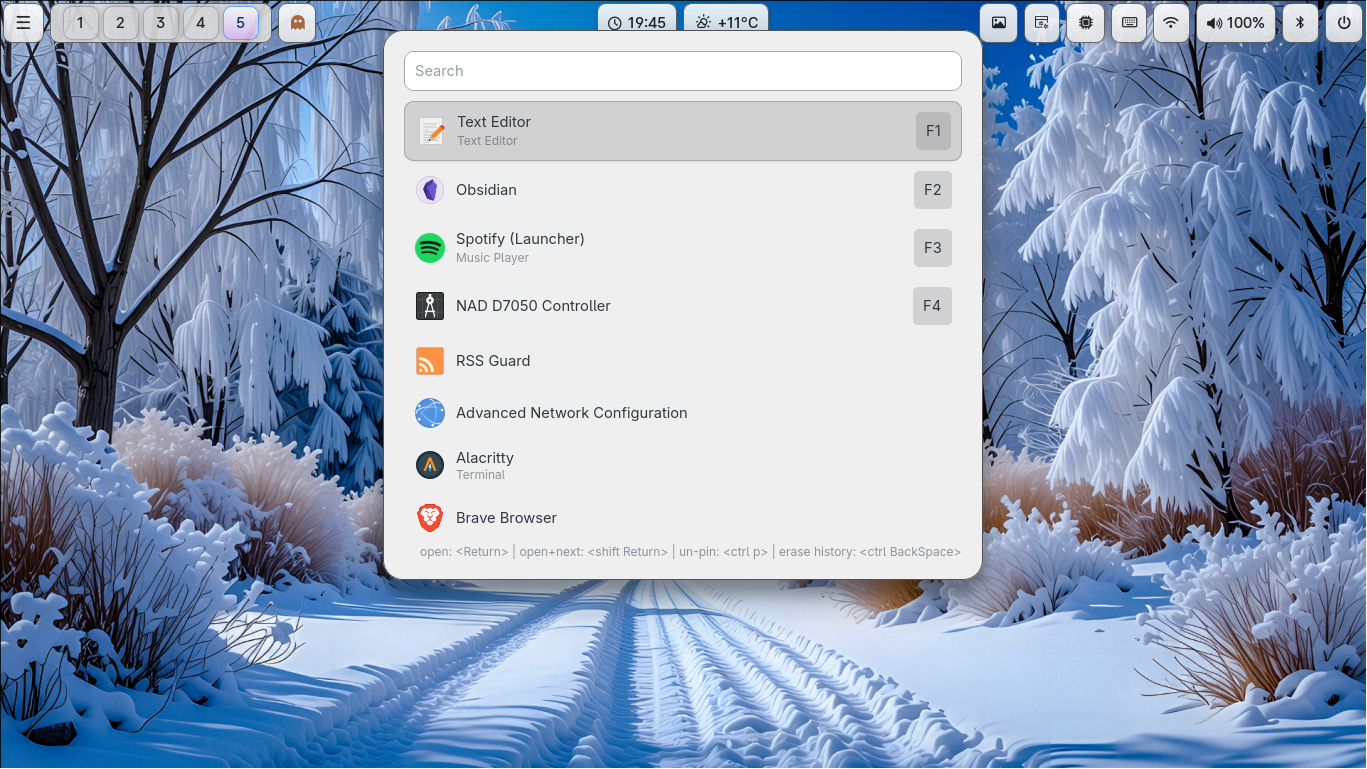 1 2 3 4 5
19:45
+11°C
100%
Search
Text Editor
Text Editor
F1
Obsidian
F2
Spotify (Launcher)
Music Player
F3
NAD D7050 Controller
F4
RSS Guard
Advanced Network Configuration
Alacritty
Terminal
Brave Browser
open: <Return> | open+next: <shift Return> | un-pin: <ctrl p> | erase history: <ctrl BackSpace>